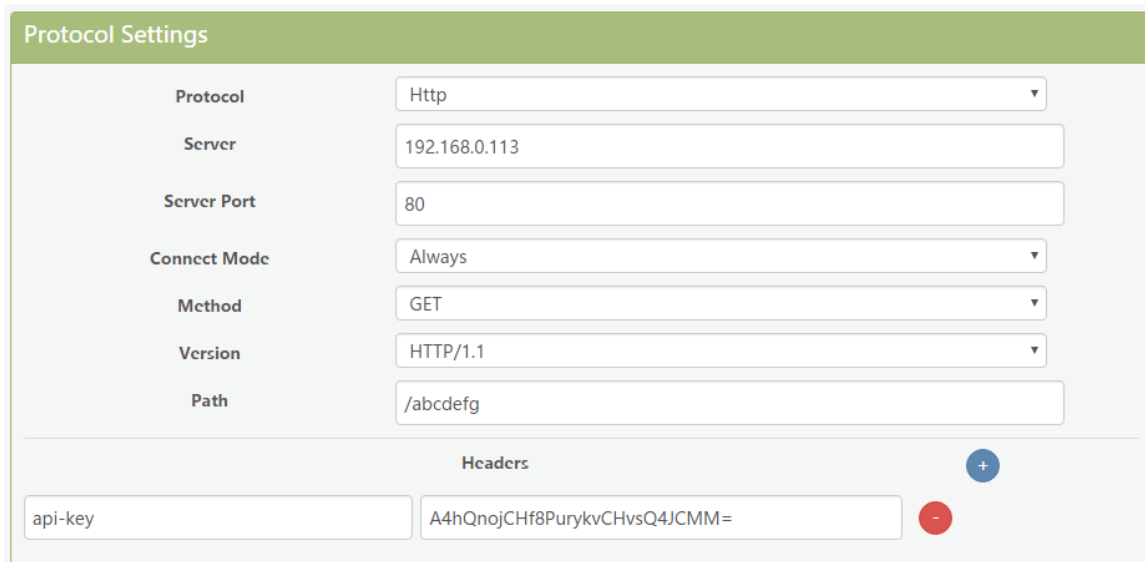 Protocol Settings
Protocol Http
Server 192.168.0.113
Server Port 80
Connect Mode Always
Method GET
Version HTTP/1.1
Path /abcdefg
Headers +
api-key A4hQnojCHf8PurykvCHvsQ4JCMM= -